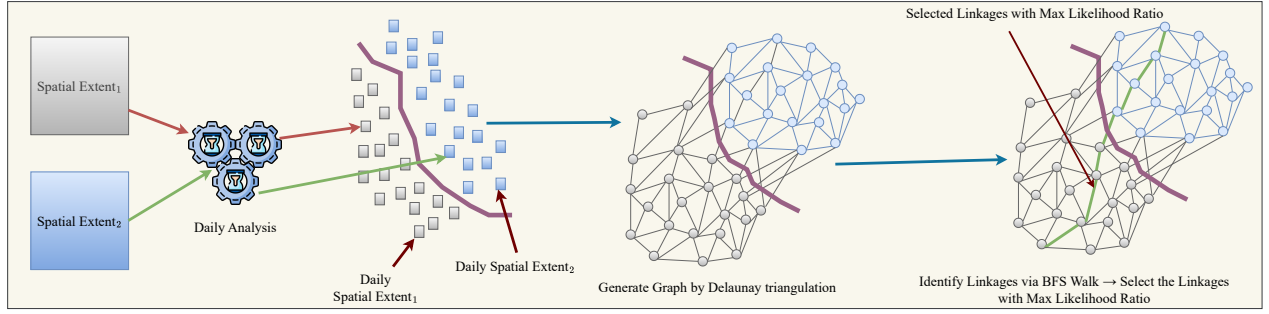 Selected Linkages with Max Likelihood Ratio
Spatial Extent₁
Spatial Extent₂
Daily Analysis
Daily
Spatial Extent₁
Daily Spatial Extent₂
Generate Graph by Delaunay triangulation
Identify Linkages via BFS Walk → Select the Linkages
with Max Likelihood Ratio